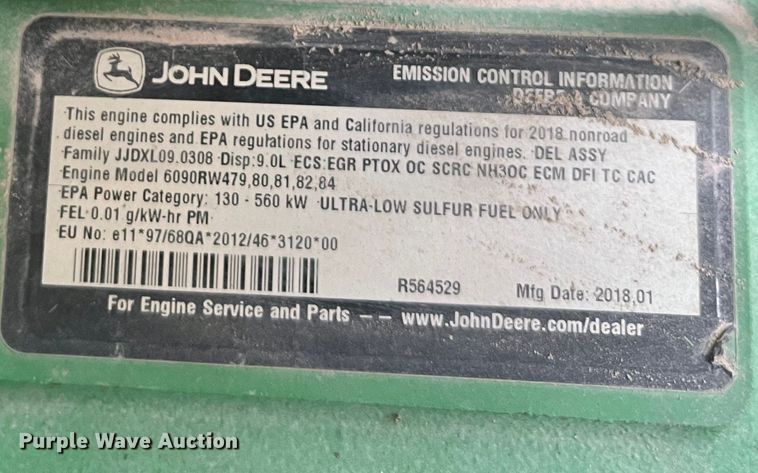 JOHN DEERE
EMISSION CONTROL INFORMATION
DEERE & COMPANY
This engine complies with US EPA and California regulations for 2018 nonroad
diesel engines and EPA regulations for stationary diesel engines. DEL ASSY
Family JJDXL09.0308 Disp:9.0L ECS:EGR PTOX OC SCRC NH3OC ECM DFI TC CAC
Engine Model 6090RW479,80,81,82,84
EPA Power Category: 130 - 560 kW ULTRA-LOW SULFUR FUEL ONLY
FEL 0.01 g/kW-hr PM
EU No: e11*97/68QA*2012/46*3120*00
R564529 Mfg Date: 2018,01
For Engine Service and Parts – – www.JohnDeere.com/dealer
Purple Wave Auction